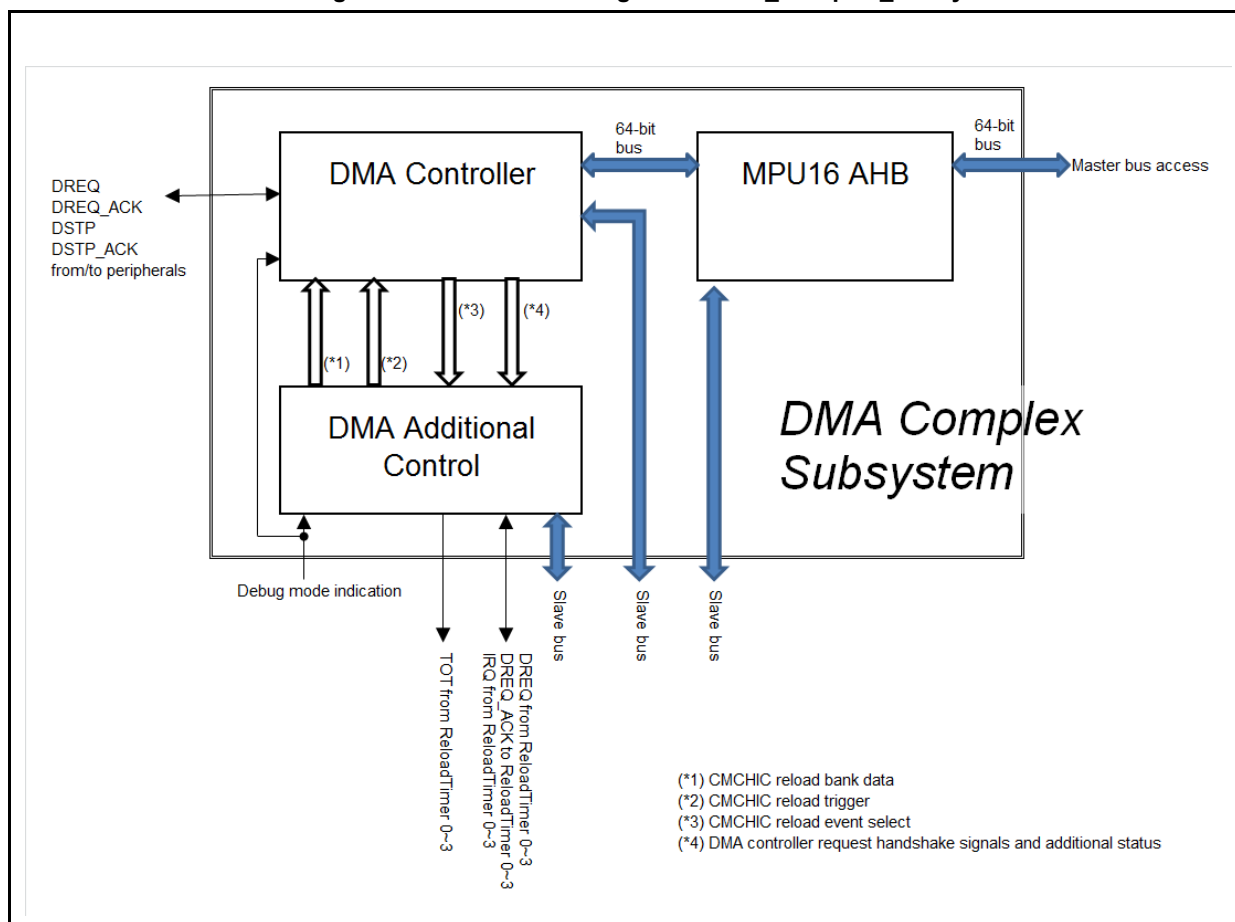 64-bit
bus
64-bit
bus
DMA Controller
MPU16 AHB
Master bus access
DREQ
DREQ_ACK
DSTP
DSTP_ACK
from/to peripherals
(*1)
(*2)
(*3)
(*4)
DMA Additional
Control
DMA Complex
Subsystem
Debug mode indication
TOT from ReloadTimer 0~3
DREQ from ReloadTimer 0~3
DREQ_ACK to ReloadTimer 0~3
IRQ from ReloadTimer 0~3
Slave bus
Slave bus
Slave bus
(*1) CMCHIC reload bank data
(*2) CMCHIC reload trigger
(*3) CMCHIC reload event select
(*4) DMA controller request handshake signals and additional status